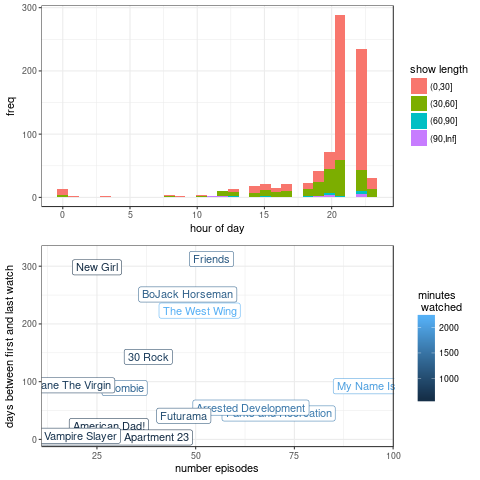 300
200
100
0
freq
0
5
10
15
20
hour of day
show length
(0,30]
(30,60]
(60,90]
(90,Inf]
300
200
100
0
days between first and last watch
New Girl
Friends
BoJack Horseman
The West Wing
30 Rock
ane The Virgin
ombie
My Name Is
Arrested Development
Parks and Recreation
Futurama
American Dad!
Vampire Slayer
Apartment 23
25
50
75
100
number episodes
minutes
watched
2000
1500
1000